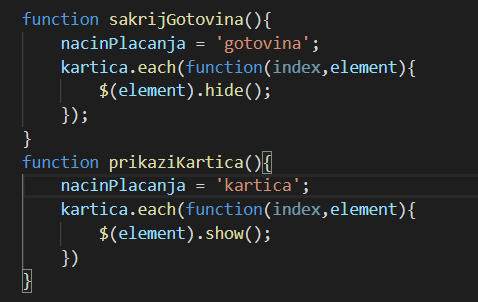 function sakrijGotovina(){
    nacinPlacanja = 'gotovina';
    kartica.each(function(index,element){
        $(element).hide();
    });
}
function prikaziKartica(){
    nacinPlacanja = 'kartica';
    kartica.each(function(index,element){
        $(element).show();
    })
}